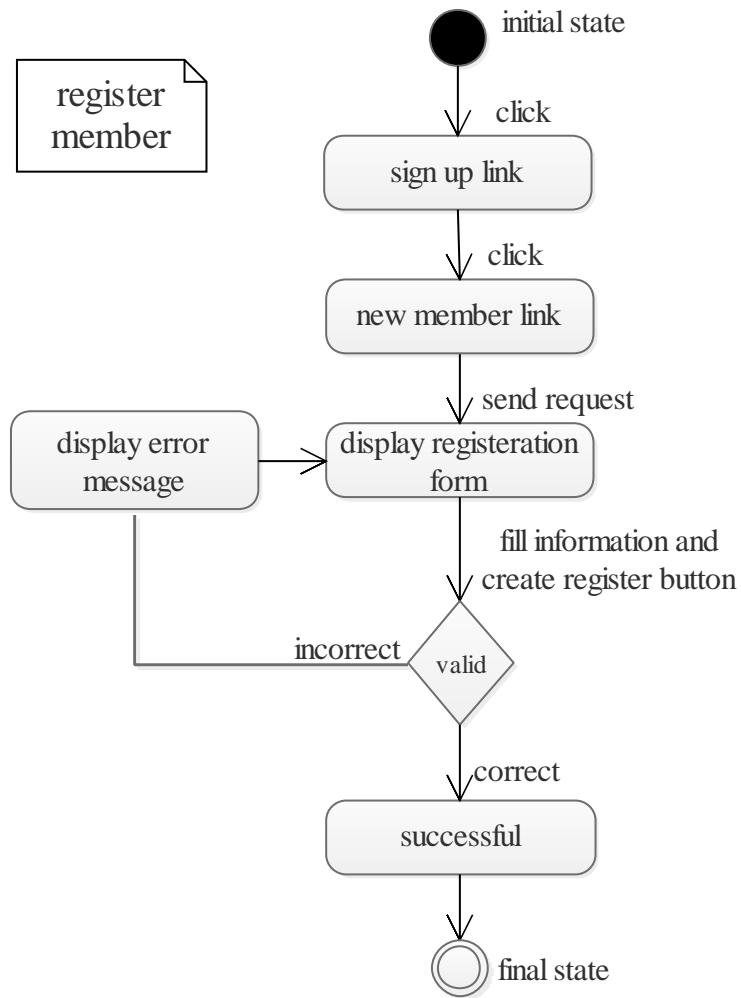 initial state
register
member
click
sign up link
click
new member link
send request
display error
message
display registeration
form
fill information and
create register button
incorrect
valid
correct
successful
final state